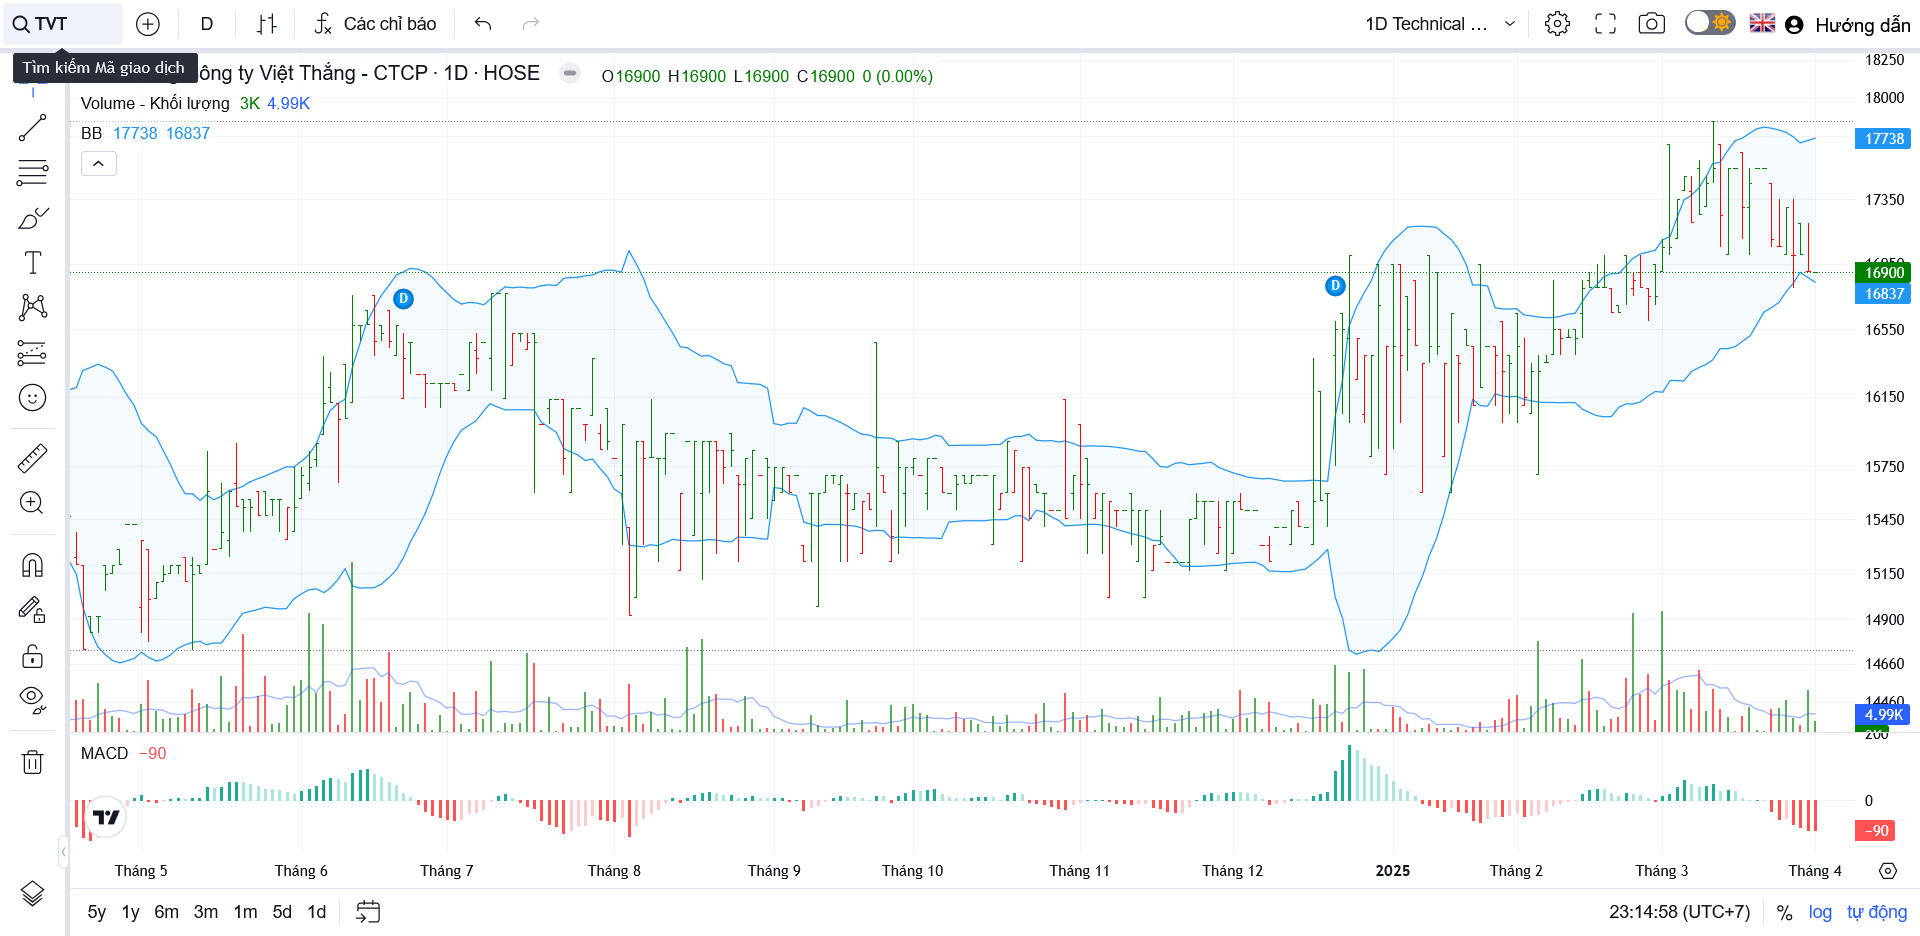 TVT
D
Các chỉ báo
1D Technical ...
Hướng dẫn
Tìm kiếm Mã giao dịch
ông ty Việt Thắng - CTCP · 1D · HOSE
O16900 H16900 L16900 C16900 0 (0.00%)
Volume - Khối lượng 3K 4.99K
BB 17738 16837
18250
18000
17738
17350
16900
16837
16550
16150
15750
15450
15150
14900
14660
14460
4.99K
200
D
D
MACD −90
0
−90
Tháng 5 Tháng 6 Tháng 7 Tháng 8 Tháng 9 Tháng 10 Tháng 11 Tháng 12 2025 Tháng 2 Tháng 3 Tháng 4
5y 1y 6m 3m 1m 5d 1d
23:14:58 (UTC+7) % log tự động